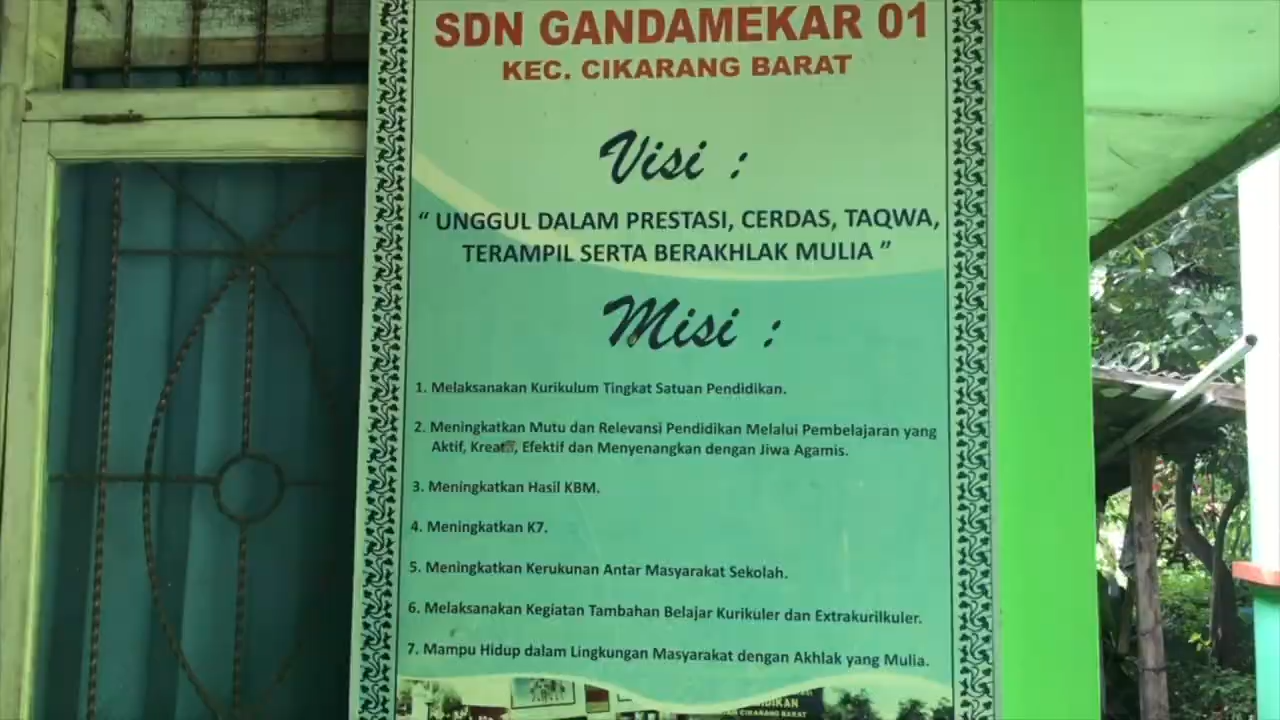 SDN GANDAMEKAR 01
KEC. CIKARANG BARAT
Visi :
“ UNGGUL DALAM PRESTASI, CERDAS, TAQWA,
TERAMPIL SERTA BERAKHLAK MULIA ”
Misi :
1. Melaksanakan Kurikulum Tingkat Satuan Pendidikan.
2. Meningkatkan Mutu dan Relevansi Pendidikan Melalui Pembelajaran yang
Aktif, Kreatif, Efektif dan Menyenangkan dengan Jiwa Agamis.
3. Meningkatkan Hasil KBM.
4. Meningkatkan K7.
5. Meningkatkan Kerukunan Antar Masyarakat Sekolah.
6. Melaksanakan Kegiatan Tambahan Belajar Kurikuler dan Extrakurilkuler.
7. Mampu Hidup dalam Lingkungan Masyarakat dengan Akhlak yang Mulia.
CIKARANG BARAT